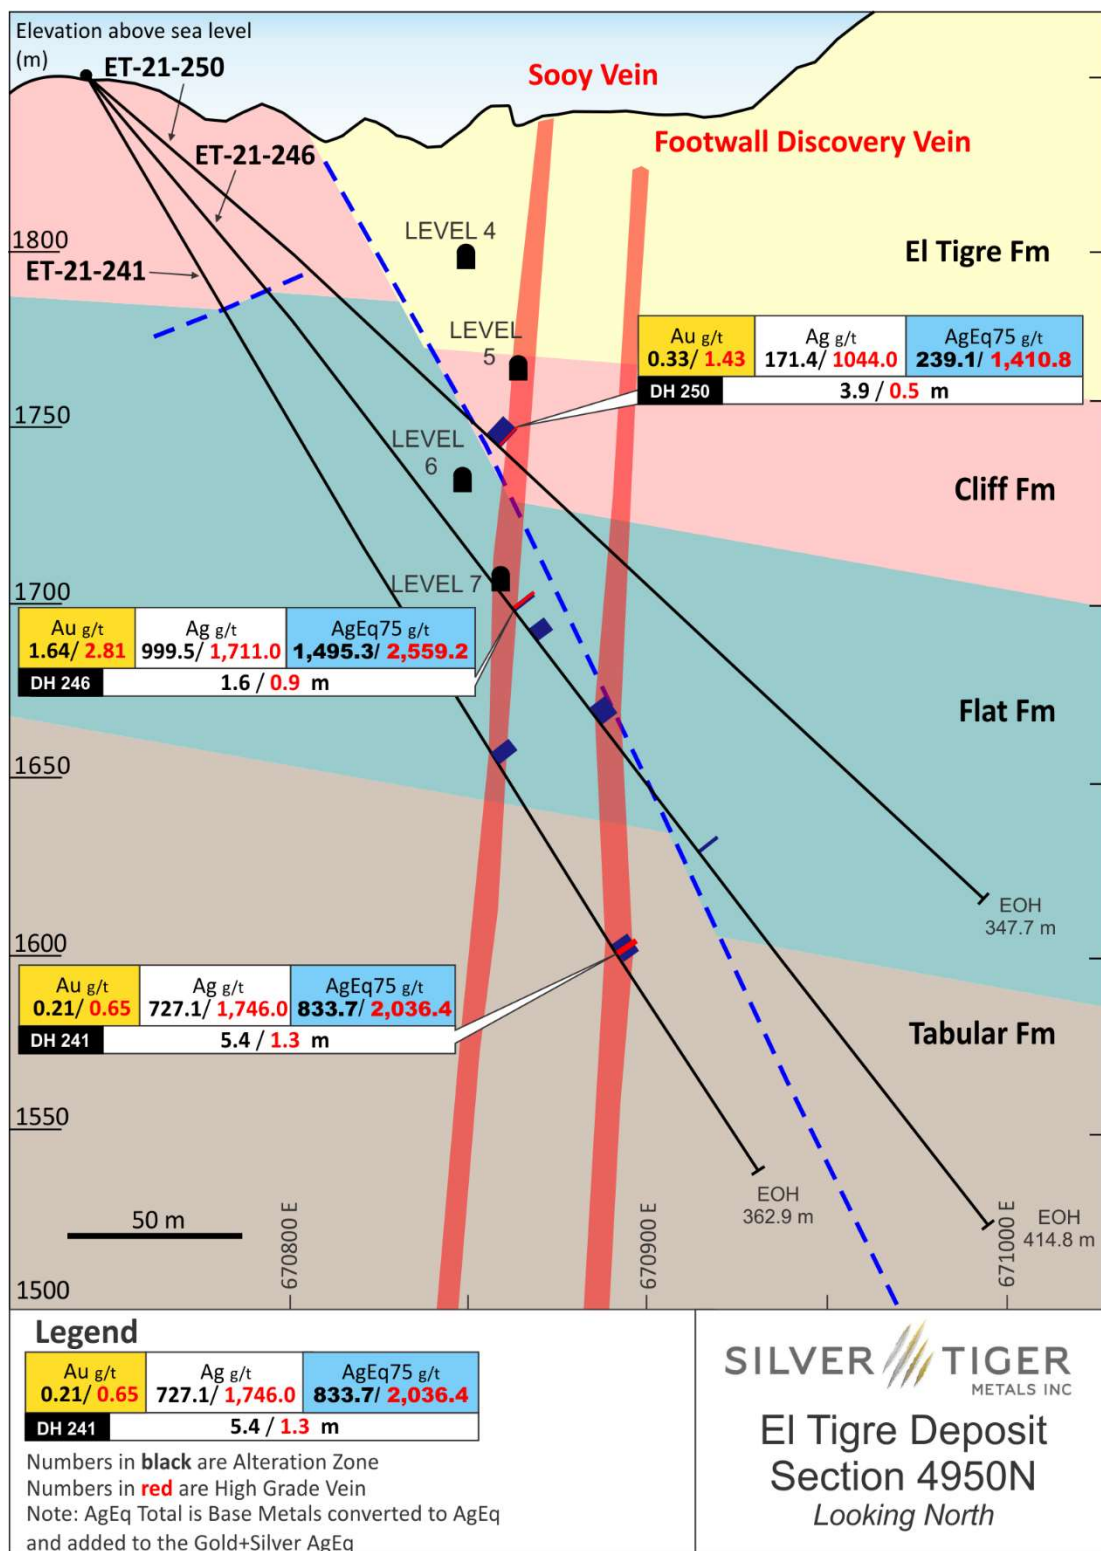 Elevation above sea level
(m)
ET-21-250
Sooy Vein
ET-21-246
Footwall Discovery Vein
LEVEL 4
1800
El Tigre Fm
ET-21-241
LEVEL
5
Au g/t Ag g/t AgEq75 g/t
0.33/ 1.43 171.4/ 1044.0 239.1/ 1,410.8
DH 250 3.9 / 0.5 m
1750
LEVEL
6
Cliff Fm
LEVEL 7
1700
Au g/t Ag g/t AgEq75 g/t
1.64/ 2.81 999.5/ 1,711.0 1,495.3/ 2,559.2
DH 246 1.6 / 0.9 m
Flat Fm
1650
EOH
347.7 m
1600
Au g/t Ag g/t AgEq75 g/t
0.21/ 0.65 727.1/ 1,746.0 833.7/ 2,036.4
DH 241 5.4 / 1.3 m
Tabular Fm
1550
EOH
362.9 m
EOH
414.8 m
50 m
670800 E
670900 E
671000 E
1500
Legend
Au g/t Ag g/t AgEq75 g/t
0.21/ 0.65 727.1/ 1,746.0 833.7/ 2,036.4
DH 241 5.4 / 1.3 m
Numbers in black are Alteration Zone
Numbers in red are High Grade Vein
Note: AgEq Total is Base Metals converted to AgEq
and added to the Gold+Silver AgEq
SILVER TIGER
METALS INC
El Tigre Deposit
Section 4950N
Looking North